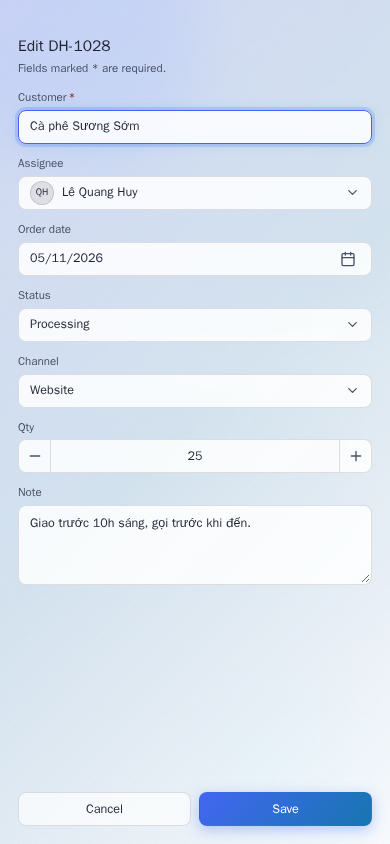 Edit DH-1028
Fields marked * are required.
Customer *
Cà phê Sương Sớm
Assignee
QH Lê Quang Huy
Order date
05/11/2026
Status
Processing
Channel
Website
Qty
25
Note
Giao trước 10h sáng, gọi trước khi đến.
Cancel
Save